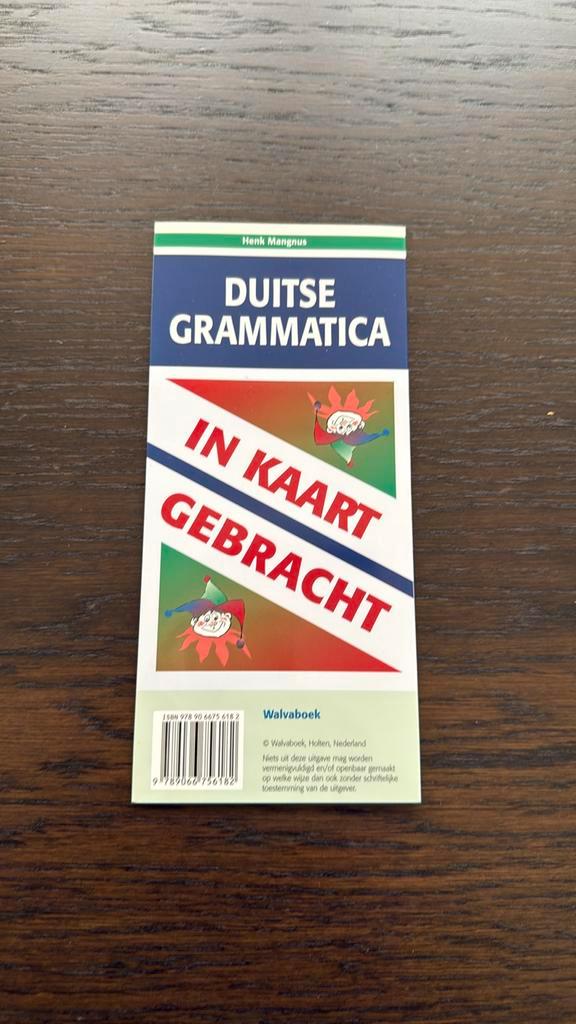 Henk Mangnus
DUITSE
GRAMMATICA
IN KAART
GEBRACHT
ISBN 978 90 6675 618 2
9 789066 756182
Walvaboek
© Walvaboek, Holten, Nederland
Niets uit deze uitgave mag worden
vermenigvuldigd en/of openbaar gemaakt
op welke wijze dan ook zonder schriftelijke
toestemming van de uitgever.